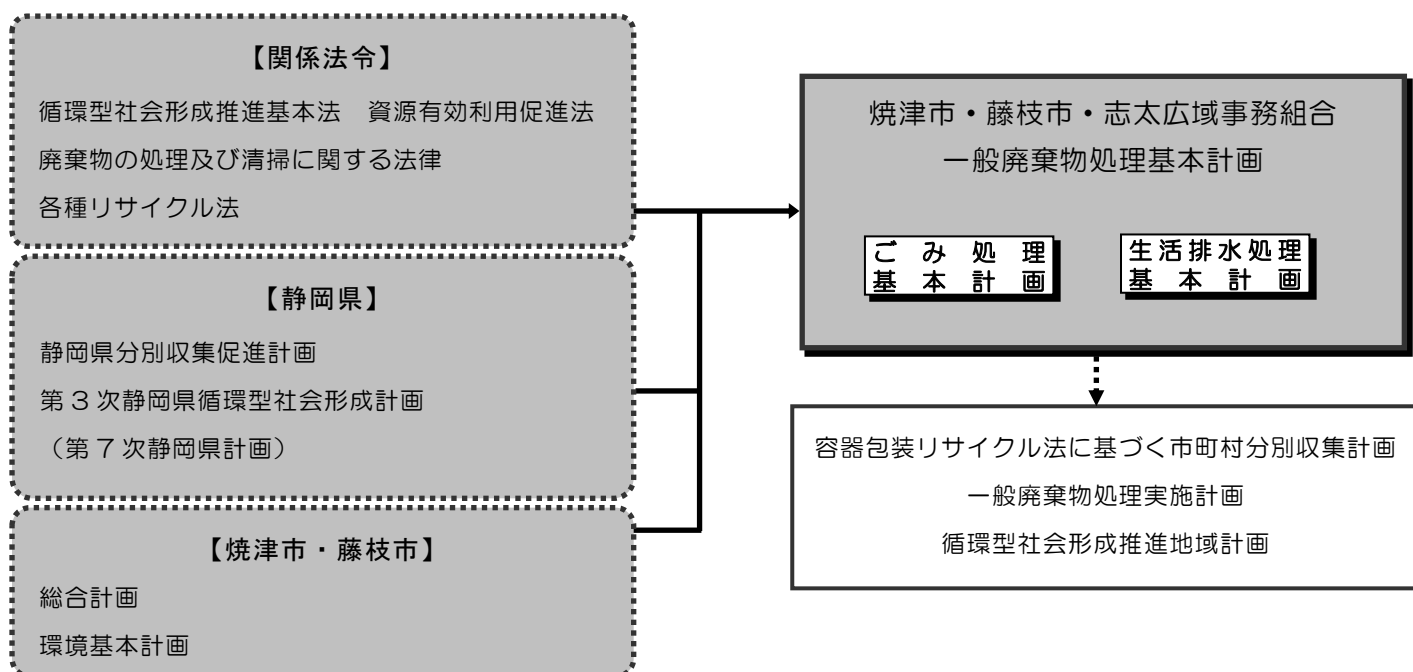 【関係法令】
循環型社会形成推進基本法　資源有効利用促進法
廃棄物の処理及び清掃に関する法律
各種リサイクル法
【静岡県】
静岡県分別収集促進計画
第３次静岡県循環型社会形成計画
（第７次静岡県計画）
【焼津市・藤枝市】
総合計画
環境基本計画
焼津市・藤枝市・志太広域事務組合
一般廃棄物処理基本計画
ごみ処理
基本計画
生活排水処理
基本計画
容器包装リサイクル法に基づく市町村分別収集計画
一般廃棄物処理実施計画
循環型社会形成推進地域計画